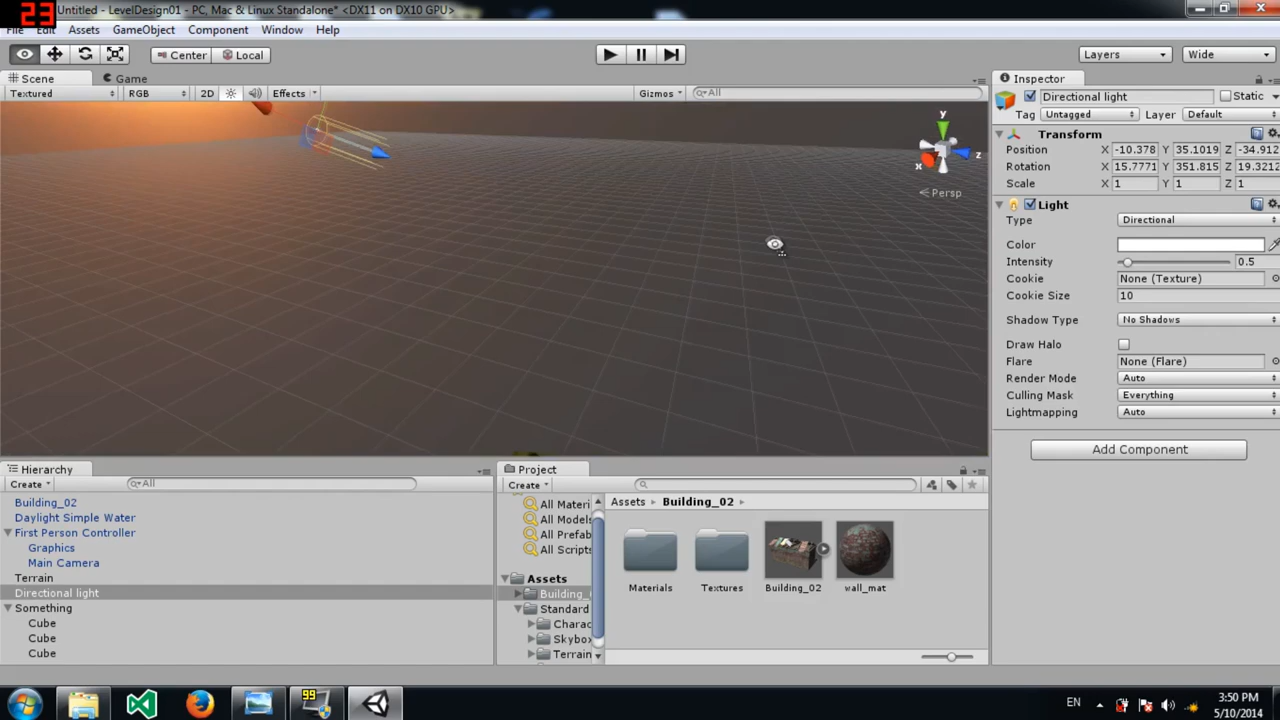 23
Untitled - LevelDesign01 - PC, Mac & Linux Standalone* <DX11 on DX10 GPU>
File Edit Assets GameObject Component Window Help
Center Local Layers Wide
Scene Game
Textured RGB 2D Effects Gizmos All
y
x
z
Persp
Inspector
Directional light Static
Tag Untagged Layer Default
Transform
Position X -10.378 Y 35.1019 Z -34.912
Rotation X 15.7771 Y 351.815 Z 19.3212
Scale X 1 Y 1 Z 1
Light
Type Directional
Color
Intensity 0.5
Cookie None (Texture)
Cookie Size 10
Shadow Type No Shadows
Draw Halo
Flare None (Flare)
Render Mode Auto
Culling Mask Everything
Lightmapping Auto
Add Component
Hierarchy
Create All
Building_02
Daylight Simple Water
First Person Controller
Graphics
Main Camera
Terrain
Directional light
Something
Cube
Cube
Cube
Project
Create
All Materi
All Models
All Prefab
All Scripts
Assets
Building_
Standard
Charac
Skybox
Terrain
Assets Building_02
Materials Textures Building_02 wall_mat
99
EN
3:50 PM
5/10/2014